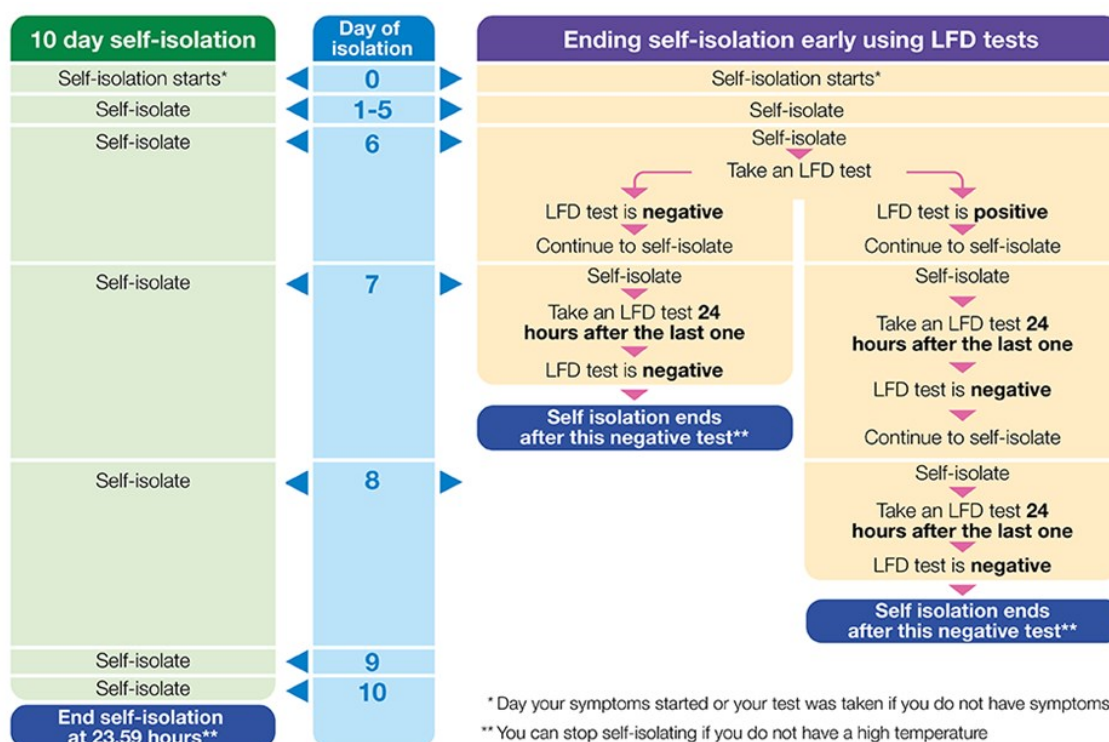 10 day self-isolation
Day of
isolation
Ending self-isolation early using LFD tests
Self-isolation starts*
0
Self-isolation starts*
Self-isolate
1-5
Self-isolate
Self-isolate
6
Self-isolate
Take an LFD test
LFD test is negative
LFD test is positive
Continue to self-isolate
Continue to self-isolate
Self-isolate
7
Self-isolate
Take an LFD test 24
hours after the last one
LFD test is negative
Self isolation ends
after this negative test**
Self-isolate
Take an LFD test 24
hours after the last one
LFD test is negative
Continue to self-isolate
Self-isolate
8
Self-isolate
Take an LFD test 24
hours after the last one
LFD test is negative
Self isolation ends
after this negative test**
Self-isolate
9
Self-isolate
10
End self-isolation
at 23.59 hours**
* Day your symptoms started or your test was taken if you do not have symptoms
** You can stop self-isolating if you do not have a high temperature